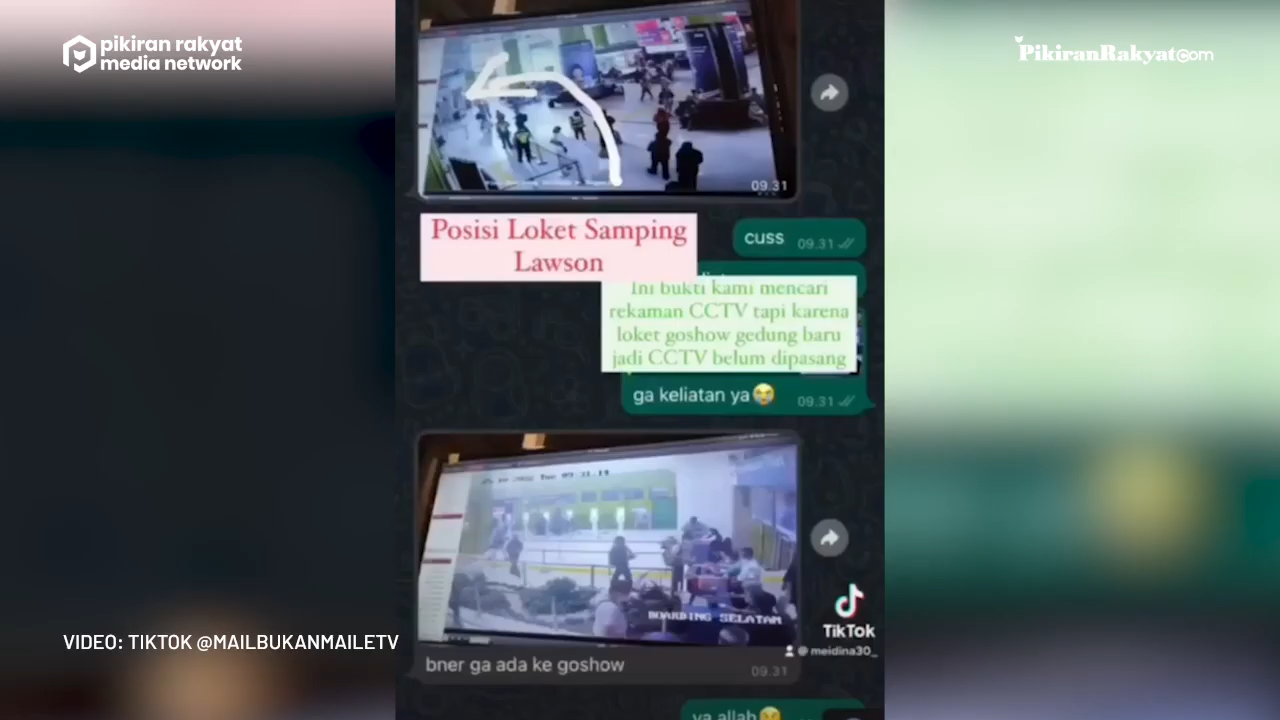 pikiran rakyat
media network
PikiranRakyat.com
09.31
Posisi Loket Samping
Lawson
cuss 09.31
Ini bukti kami mencari
rekaman CCTV tapi karena
loket goshow gedung baru
jadi CCTV belum dipasang
ga keliatan ya😭 09.31
BOARDING SELATAN
TikTok
@ meidina30_
VIDEO: TIKTOK @MAILBUKANMAILETV
bner ga ada ke goshow 09.31
ya allah